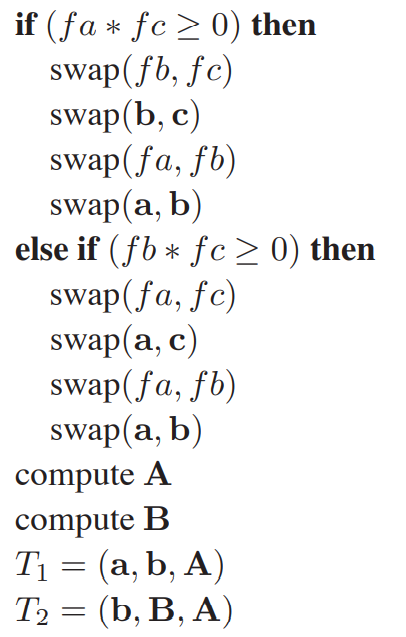 if (fa ∗ fc ≥ 0) then
swap(fb, fc)
swap(b, c)
swap(fa, fb)
swap(a, b)
else if (fb ∗ fc ≥ 0) then
swap(fa, fc)
swap(a, c)
swap(fa, fb)
swap(a, b)
compute A
compute B
T₁ = (a, b, A)
T₂ = (b, B, A)